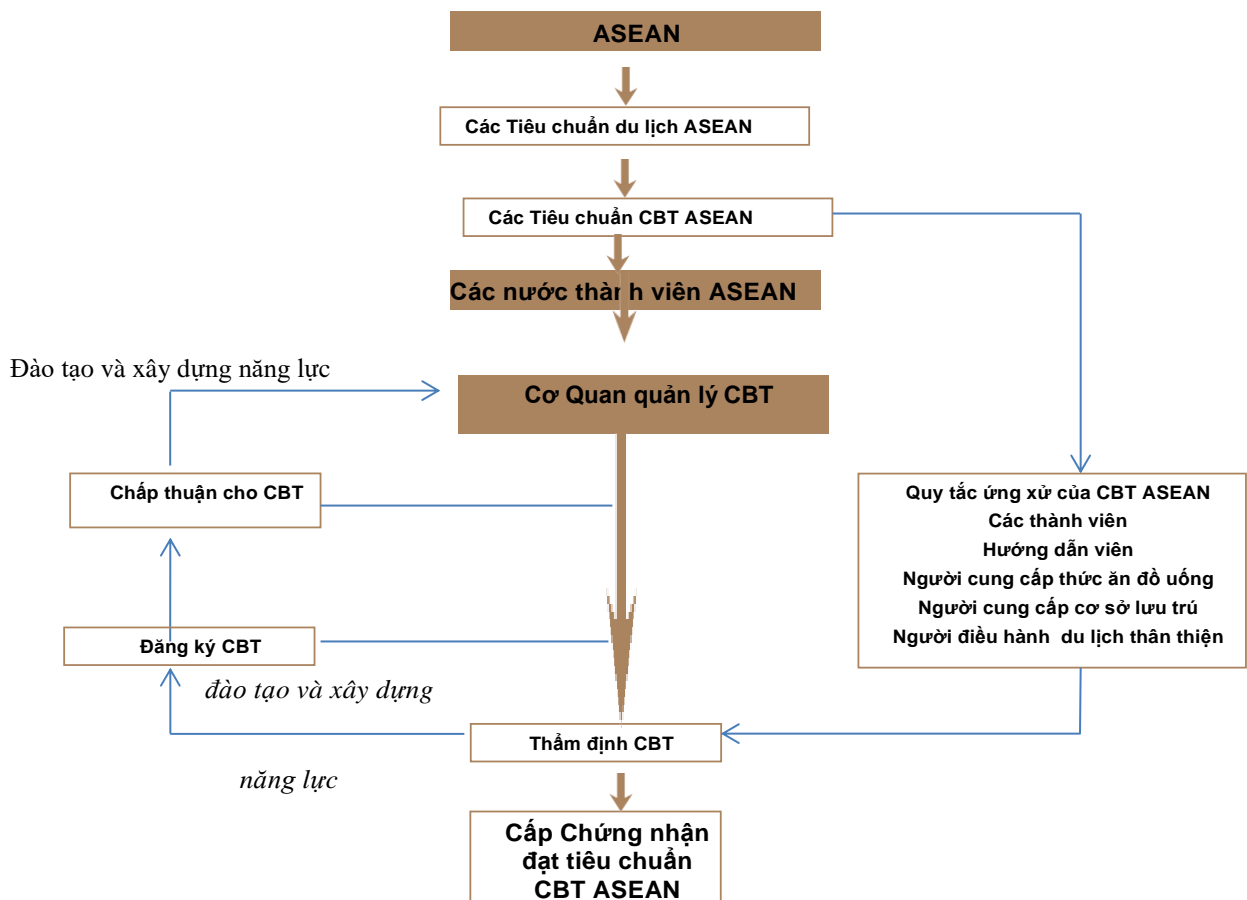 ASEAN
Các Tiêu chuẩn du lịch ASEAN
Các Tiêu chuẩn CBT ASEAN
Các nước thành viên ASEAN
Đào tạo và xây dựng năng lực
Cơ Quan quản lý CBT
Chấp thuận cho CBT
Quy tắc ứng xử của CBT ASEAN
Các thành viên
Hướng dẫn viên
Người cung cấp thức ăn đồ uống
Người cung cấp cơ sở lưu trú
Người điều hành du lịch thân thiện
Đăng ký CBT
đào tạo và xây dựng
Thẩm định CBT
năng lực
Cấp Chứng nhận
đạt tiêu chuẩn
CBT ASEAN